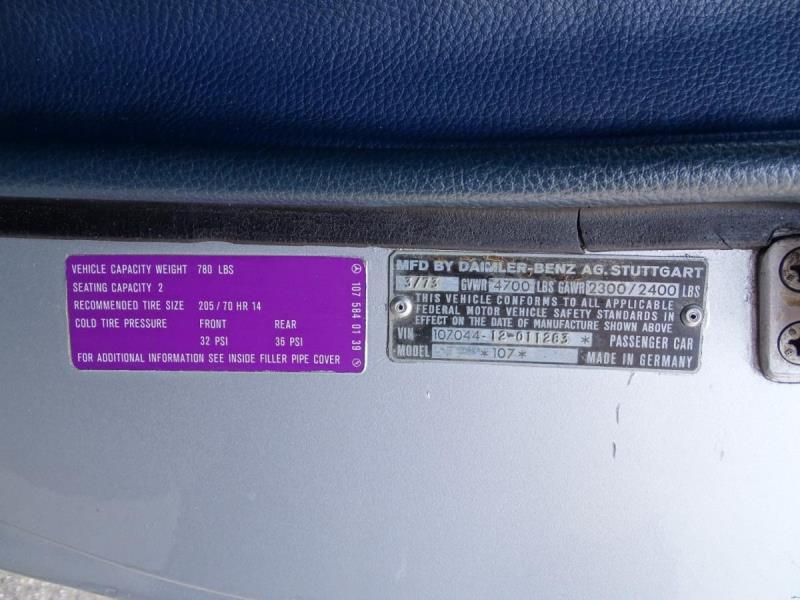 VEHICLE CAPACITY WEIGHT 780 LBS
SEATING CAPACITY 2
RECOMMENDED TIRE SIZE 205/70 HR 14
COLD TIRE PRESSURE FRONT REAR
32 PSI 36 PSI
FOR ADDITIONAL INFORMATION SEE INSIDE FILLER PIPE COVER
107 584 01 39
MFD BY DAIMLER-BENZ AG. STUTTGART
3/73 GVWR 4700 LBS GAWR 2300/2400 LBS
THIS VEHICLE CONFORMS TO ALL APPLICABLE
FEDERAL MOTOR VEHICLE SAFETY STANDARDS IN
EFFECT ON THE DATE OF MANUFACTURE SHOWN ABOVE
VIN 107044-12-011203 * PASSENGER CAR
MODEL *107* MADE IN GERMANY